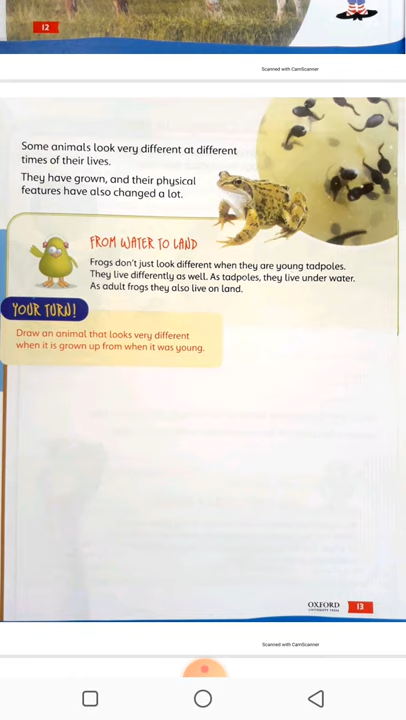 12
Scanned with CamScanner
Some animals look very different at different
times of their lives.
They have grown, and their physical
features have also changed a lot.
FROM WATER TO LAND
Frogs don't just look different when they are young tadpoles.
They live differently as well. As tadpoles, they live under water.
As adult frogs they also live on land.
YOUR TURN!
Draw an animal that looks very different
when it is grown up from when it was young.
OXFORD
UNIVERSITY PRESS
13
Scanned with CamScanner